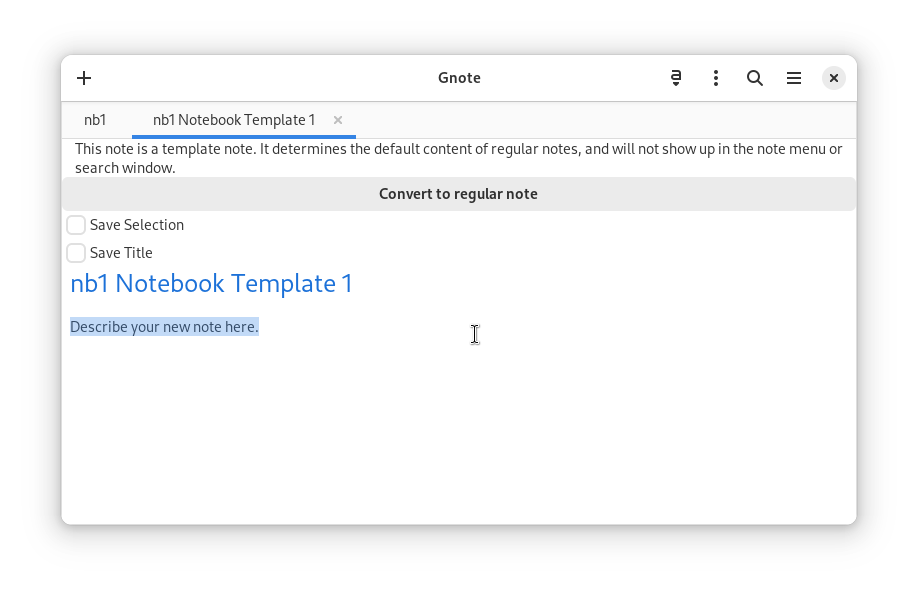 Gnote
nb1
nb1 Notebook Template 1
This note is a template note. It determines the default content of regular notes, and will not show up in the note menu or
search window.
Convert to regular note
Save Selection
Save Title
nb1 Notebook Template 1
Describe your new note here.